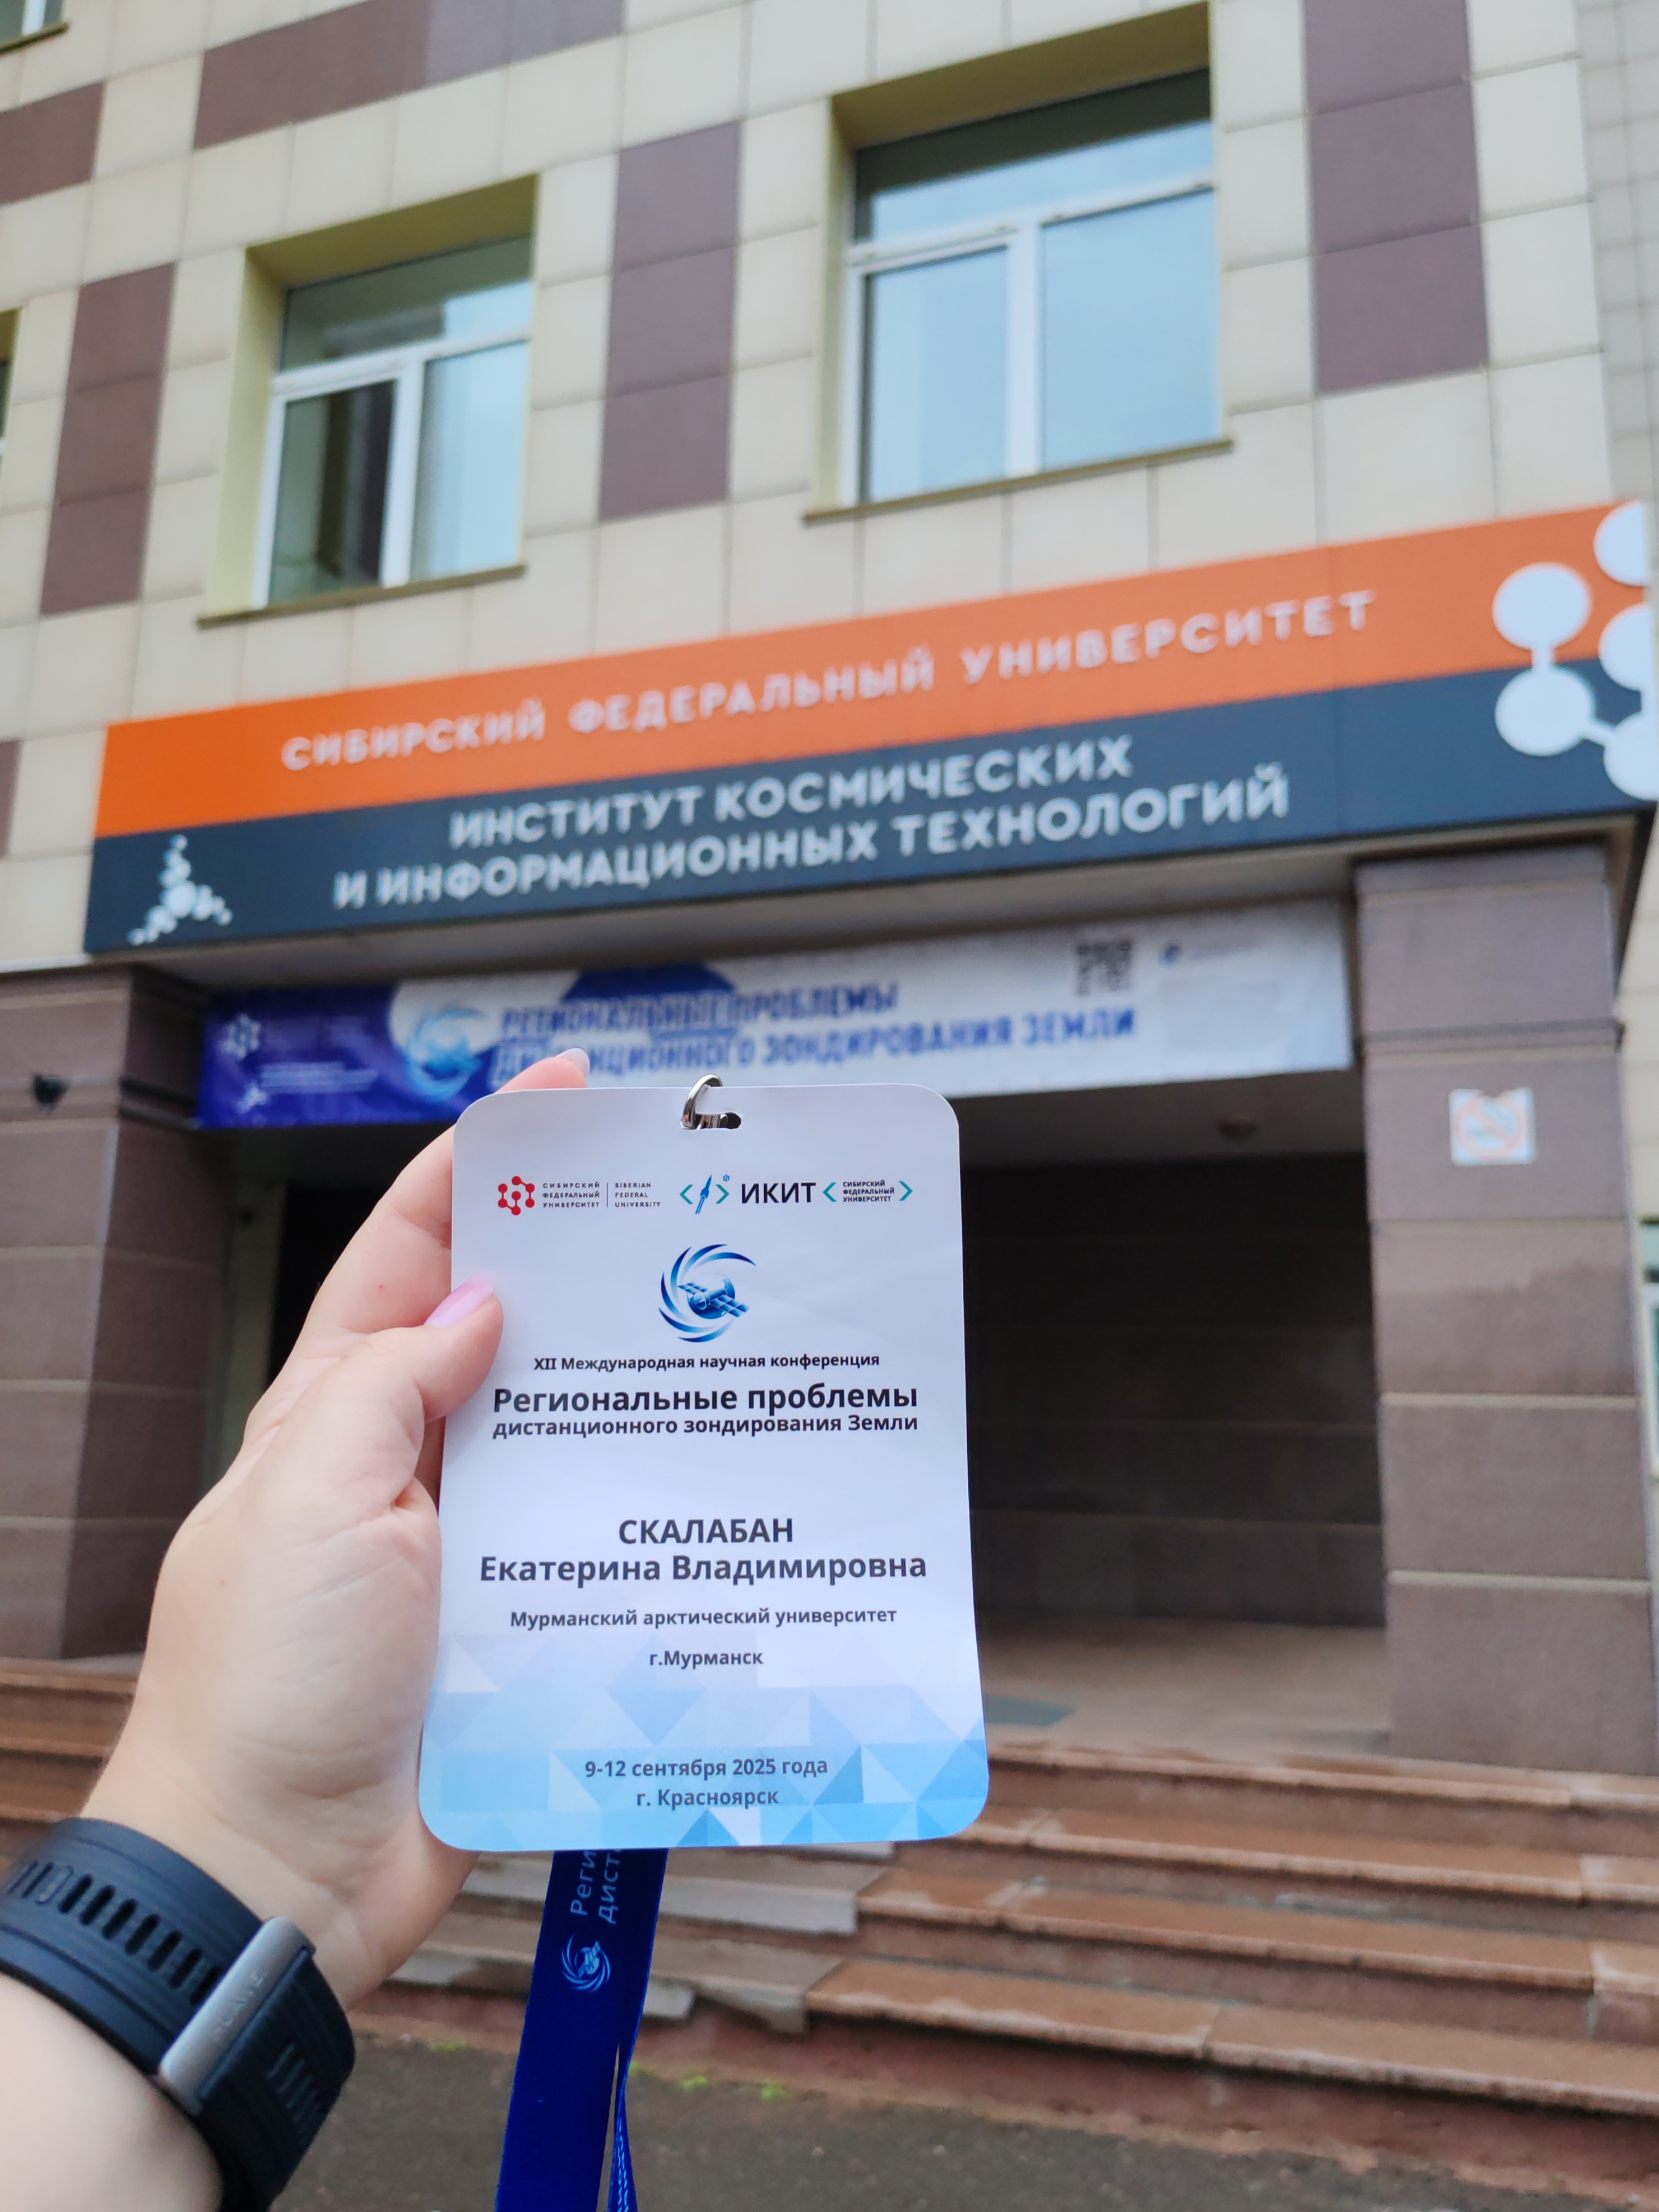 СИБИРСКИЙ ФЕДЕРАЛЬНЫЙ УНИВЕРСИТЕТ
ИНСТИТУТ КОСМИЧЕСКИХ
И ИНФОРМАЦИОННЫХ ТЕХНОЛОГИЙ
РЕГИОНАЛЬНЫЕ ПРОБЛЕМЫ
ДИСТАНЦИОННОГО ЗОНДИРОВАНИЯ ЗЕМЛИ
СИБИРСКИЙ
ФЕДЕРАЛЬНЫЙ
УНИВЕРСИТЕТ
SIBERIAN
FEDERAL
UNIVERSITY
ИКИТ
СИБИРСКИЙ
ФЕДЕРАЛЬНЫЙ
УНИВЕРСИТЕТ
XII Международная научная конференция
Региональные проблемы
дистанционного зондирования Земли
СКАЛАБАН
Екатерина Владимировна
Мурманский арктический университет
г.Мурманск
9-12 сентября 2025 года
г. Красноярск
Реги
дист